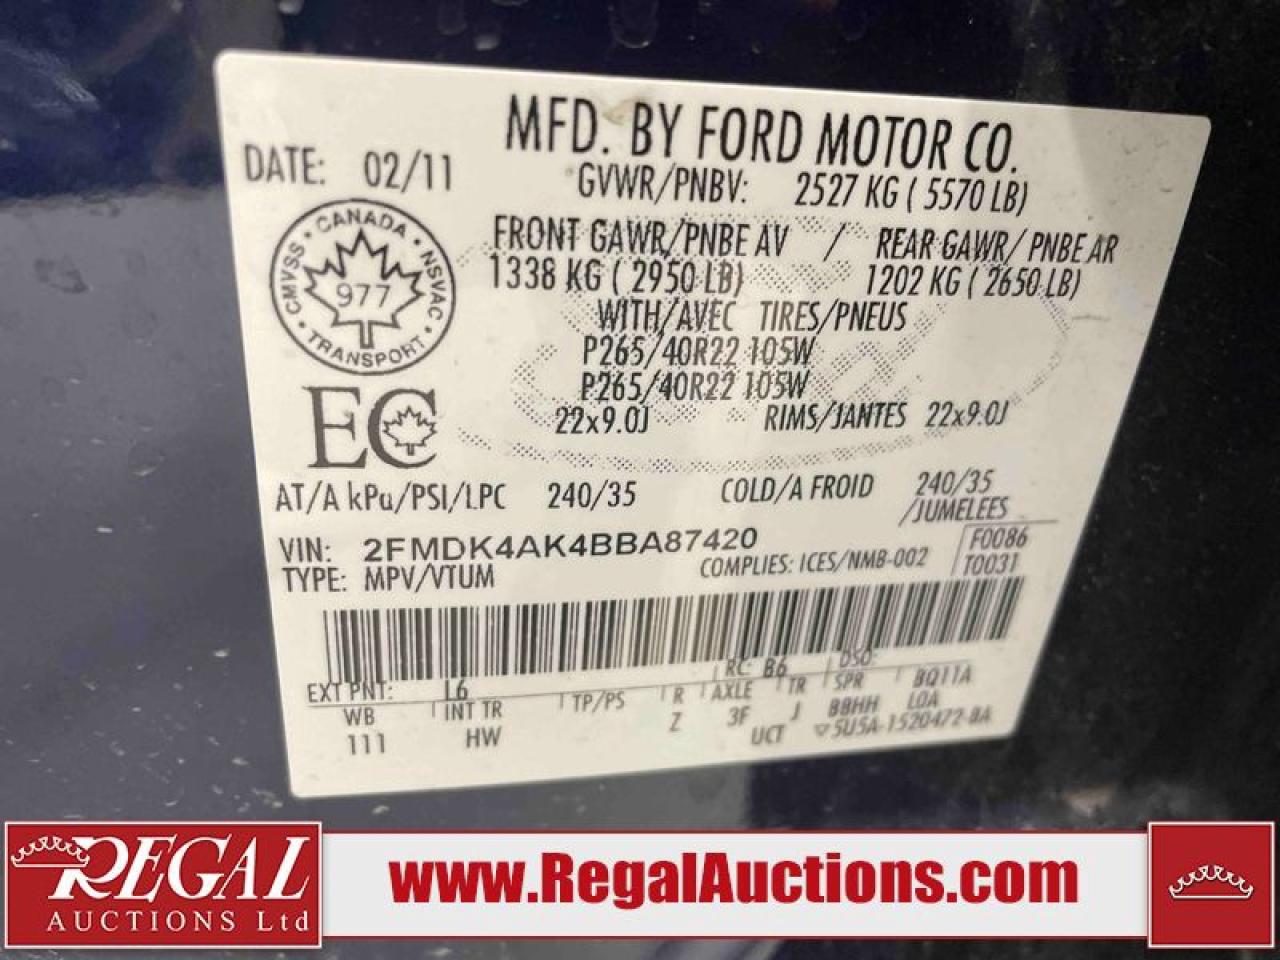 MFD. BY FORD MOTOR CO.
DATE: 02/11
GVWR/PNBV: 2527 KG ( 5570 LB)
CMVSS • CANADA • NSVAC • TRANSPORT •
977
FRONT GAWR/PNBE AV / REAR GAWR/ PNBE AR
1338 KG ( 2950 LB) 1202 KG ( 2650 LB)
WITH/AVEC TIRES/PNEUS
P265/40R22 105W
P265/40R22 105W
22x9.0J RIMS/JANTES 22x9.0J
EC
AT/A kPa/PSI/LPC 240/35 COLD/A FROID 240/35
/JUMELEES
VIN: 2FMDK4AK4BBA87420 F0086
TYPE: MPV/VTUM COMPLIES: ICES/NMB-002 T0031
RC: B6 DSO:
EXT PNT: L6
WB INT TR TP/PS R AXLE TR SPR BQ11A
111 HW Z 3F J BBHH LOA
UCT ▽5U5A-1520472-BA
REGAL
AUCTIONS Ltd
www.RegalAuctions.com